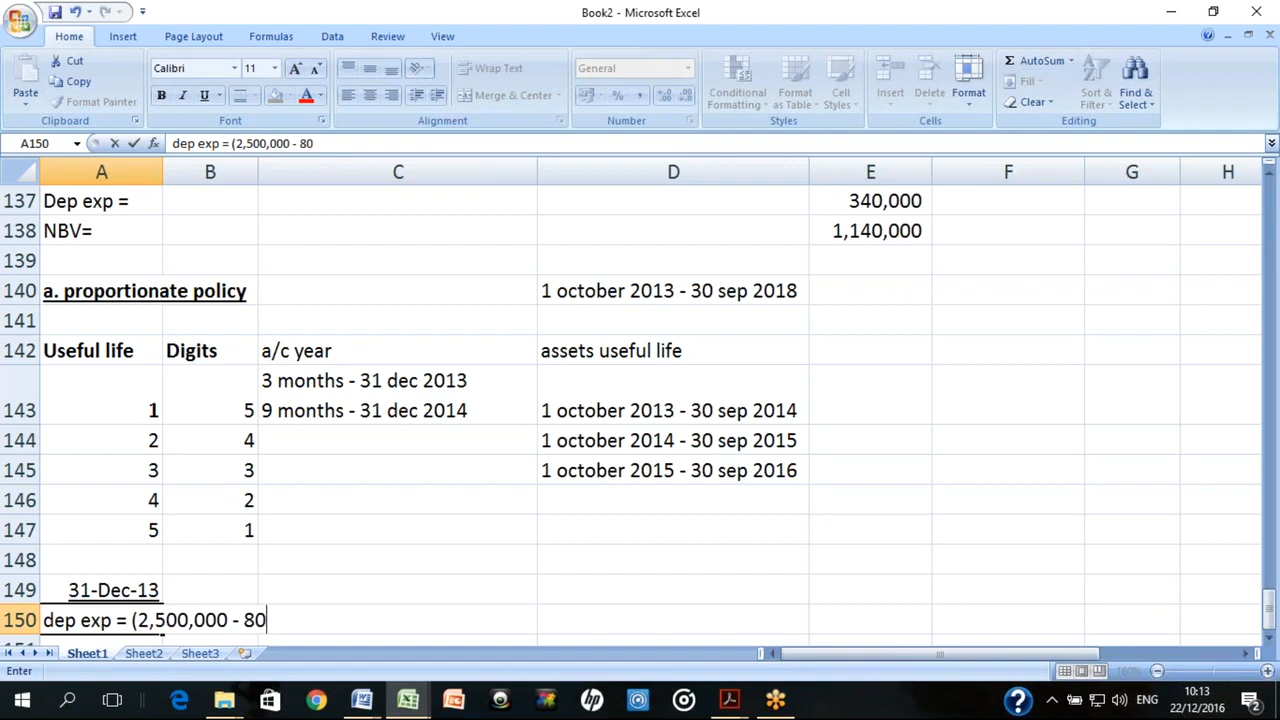 Book2 - Microsoft Excel
Home Insert Page Layout Formulas Data Review View
Cut
Copy
Format Painter
Paste
Clipboard
Calibri 11
B I U
Font
Wrap Text
Merge & Center
Alignment
General
Number
Conditional Formatting
Format as Table
Cell Styles
Styles
Insert Delete Format
Cells
AutoSum
Fill
Clear
Sort & Filter
Find & Select
Editing
A150 fx dep exp = (2,500,000 - 80
A B C D E F G H
137 Dep exp = 340,000
138 NBV= 1,140,000
139
140 a. proportionate policy 1 october 2013 - 30 sep 2018
141
142 Useful life Digits a/c year assets useful life
3 months - 31 dec 2013
143 1 5 9 months - 31 dec 2014 1 october 2013 - 30 sep 2014
144 2 4 1 october 2014 - 30 sep 2015
145 3 3 1 october 2015 - 30 sep 2016
146 4 2
147 5 1
148
149 31-Dec-13
150 dep exp = (2,500,000 - 80
Sheet1 Sheet2 Sheet3
Enter 160%
ENG
10:13
22/12/2016